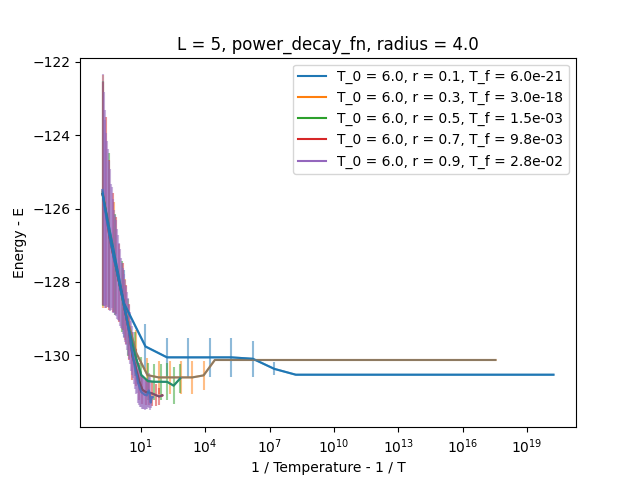 L = 5, power_decay_fn, radius = 4.0
−122
−124
−126
−128
−130
Energy - E
T_0 = 6.0, r = 0.1, T_f = 6.0e-21
T_0 = 6.0, r = 0.3, T_f = 3.0e-18
T_0 = 6.0, r = 0.5, T_f = 1.5e-03
T_0 = 6.0, r = 0.7, T_f = 9.8e-03
T_0 = 6.0, r = 0.9, T_f = 2.8e-02
10¹ 10⁴ 10⁷ 10¹⁰ 10¹³ 10¹⁶ 10¹⁹
1 / Temperature - 1 / T